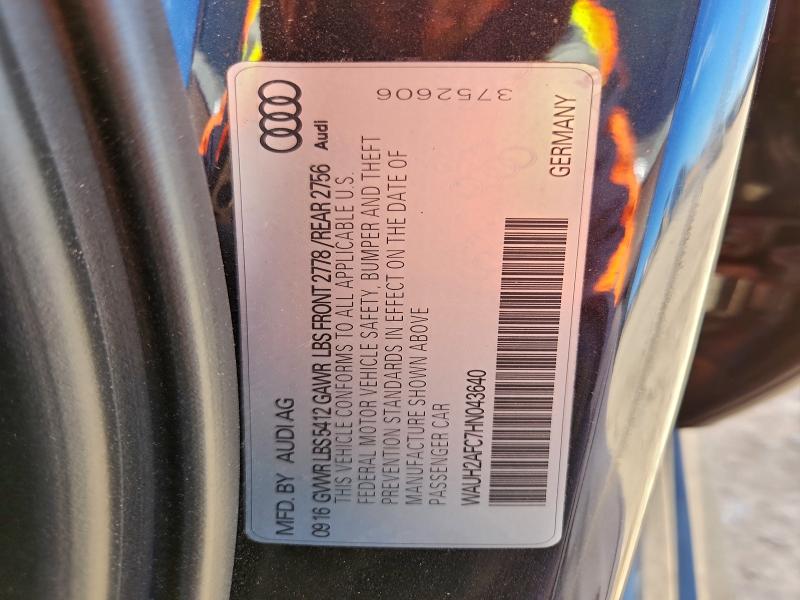 MFD. BY AUDI AG
Audi
09 16 GVWR LBS 5412 GAWR LBS FRONT 2778 / REAR 2756
THIS VEHICLE CONFORMS TO ALL APPLICABLE U.S.
FEDERAL MOTOR VEHICLE SAFETY, BUMPER AND THEFT
PREVENTION STANDARDS IN EFFECT ON THE DATE OF
MANUFACTURE SHOWN ABOVE
PASSENGER CAR
WAUH2AFC7HN043640
GERMANY
3752606